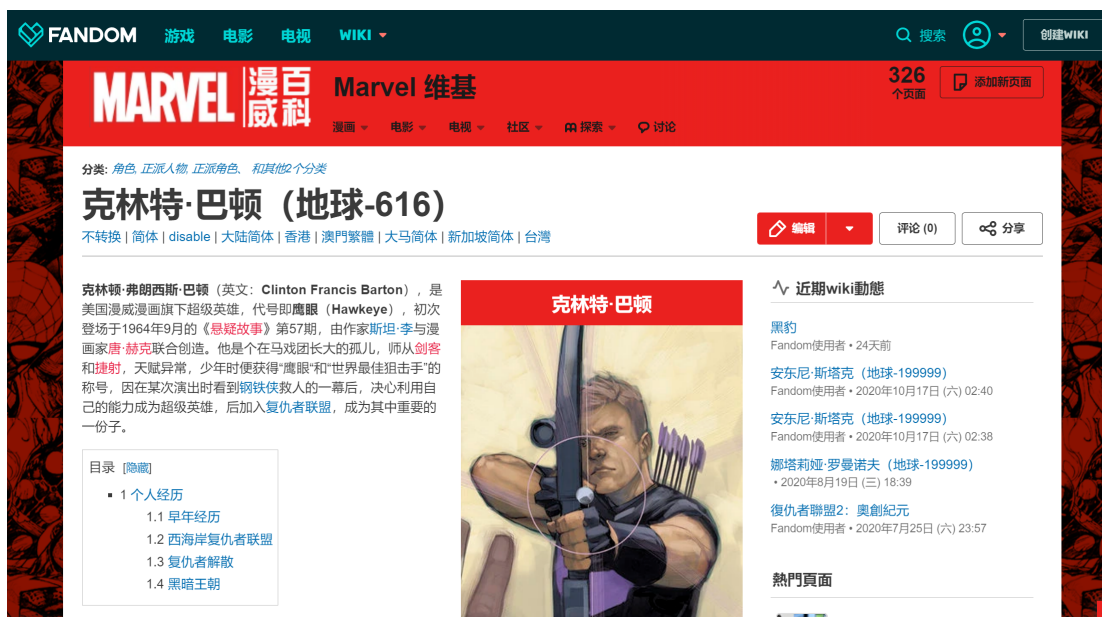 FANDOM 游戏 电影 电视 WIKI 搜索 创建WIKI
MARVEL 漫威百科 Marvel 维基 326 个页面 添加新页面
漫画 电影 电视 社区 探索 讨论
分类: 角色, 正派人物, 正派角色、 和其他2个分类
克林特·巴顿（地球-616）
不转换 | 简体 | disable | 大陆简体 | 香港 | 澳門繁體 | 大马简体 | 新加坡简体 | 台灣
编辑 评论 (0) 分享
克林顿·弗朗西斯·巴顿（英文：Clinton Francis Barton），是
美国漫威漫画旗下超级英雄，代号即鹰眼（Hawkeye），初次
登场于1964年9月的《悬疑故事》第57期，由作家斯坦·李与漫
画家唐·赫克联合创造。他是个在马戏团长大的孤儿，师从剑客
和捷射，天赋异常，少年时便获得“鹰眼”和“世界最佳狙击手”的
称号，因在某次演出时看到钢铁侠救人的一幕后，决心利用自
己的能力成为超级英雄，后加入复仇者联盟，成为其中重要的
一份子。
目录 [隐藏]
1 个人经历
1.1 早年经历
1.2 西海岸复仇者联盟
1.3 复仇者解散
1.4 黑暗王朝
克林特·巴顿
近期wiki動態
黑豹
Fandom使用者 • 24天前
安东尼·斯塔克（地球-199999）
Fandom使用者 • 2020年10月17日 (六) 02:40
安东尼·斯塔克（地球-199999）
Fandom使用者 • 2020年10月17日 (六) 02:38
娜塔莉娅·罗曼诺夫（地球-199999）
• 2020年8月19日 (三) 18:39
復仇者聯盟2：奧創紀元
Fandom使用者 • 2020年7月25日 (六) 23:57
熱門頁面